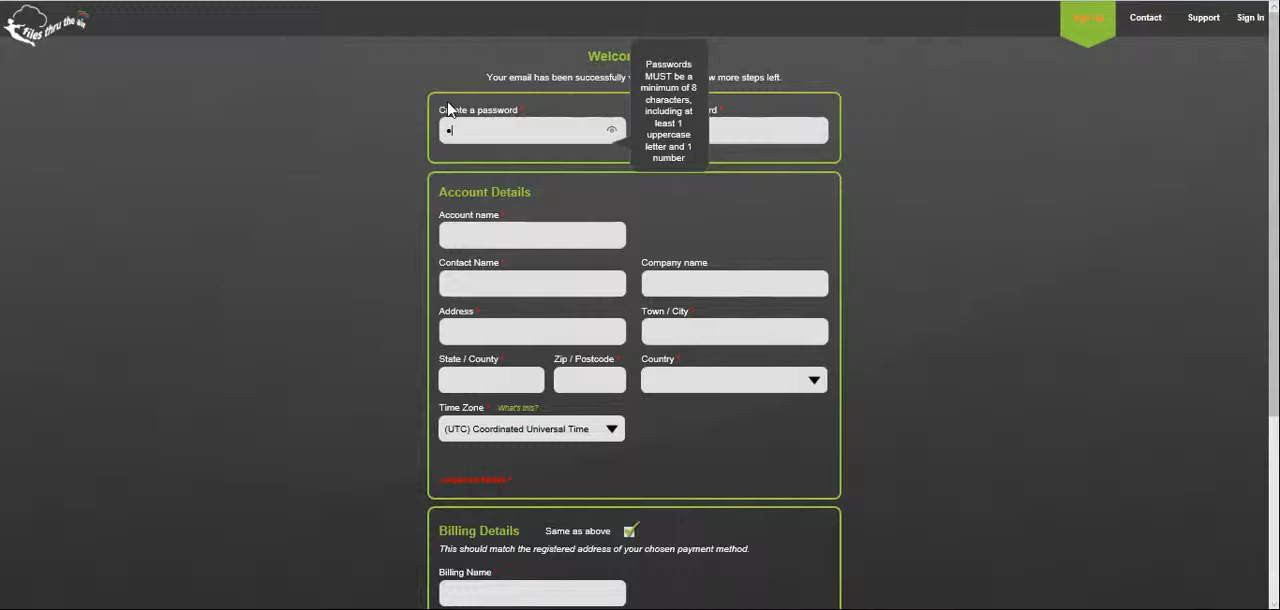 files thru the air
Sign Up
Contact
Support
Sign In
Welco
Your email has been successfully
w more steps left.
Passwords
MUST be a
minimum of 8
characters,
including at
least 1
uppercase
letter and 1
number
Create a password *
rd *
Account Details
Account name *
Contact Name *
Company name
Address *
Town / City *
State / County *
Zip / Postcode *
Country *
Time Zone * What's this?
(UTC) Coordinated Universal Time
Billing Details
Same as above
This should match the registered address of your chosen payment method.
Billing Name *